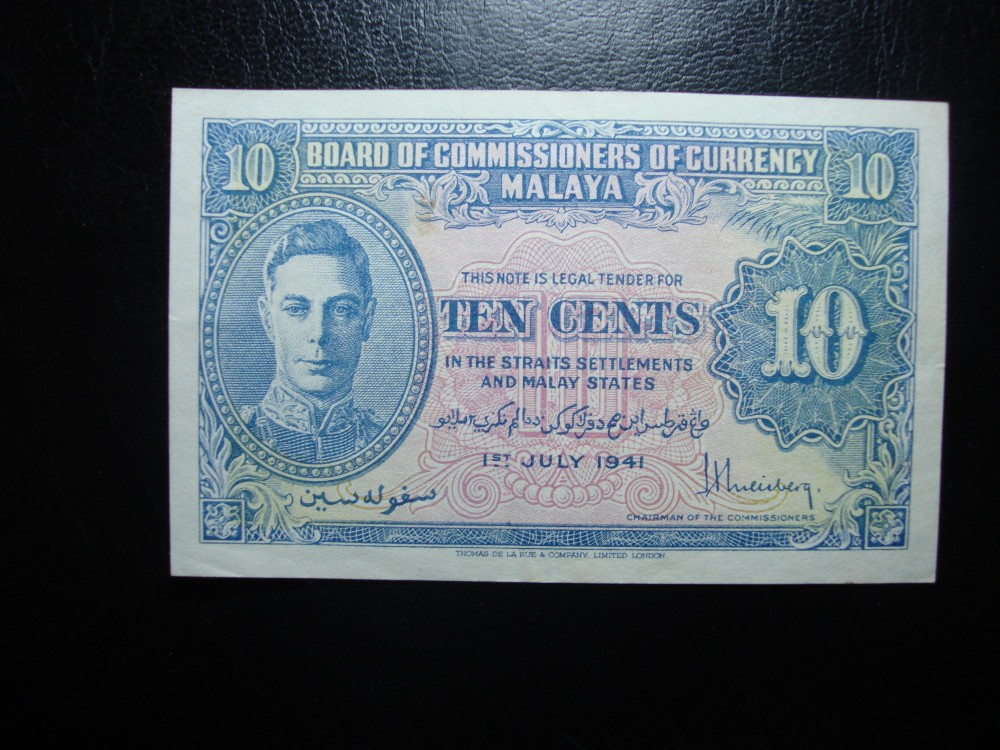 10 BOARD OF COMMISSIONERS OF CURRENCY 10
MALAYA
THIS NOTE IS LEGAL TENDER FOR
TEN CENTS
10
IN THE STRAITS SETTLEMENTS
AND MALAY STATES
1ST JULY 1941
سڤوله سين
CHAIRMAN OF THE COMMISSIONERS
THOMAS DE LA RUE & COMPANY, LIMITED LONDON.